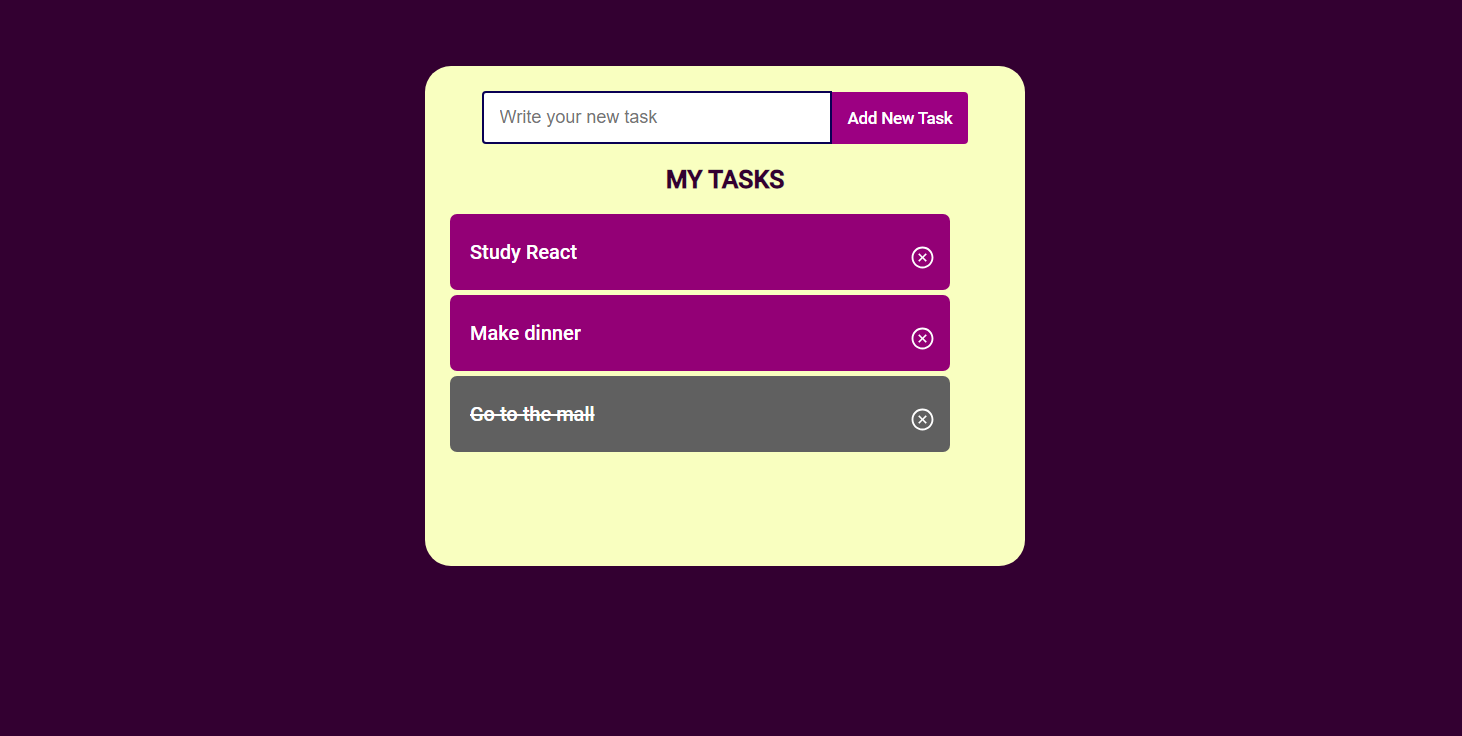 Write your new task
Add New Task
MY TASKS
Study React
Make dinner
Go to the mall